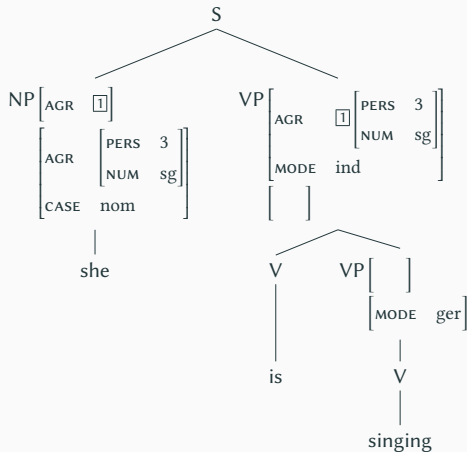 S
NP [AGR 1] VP [AGR 1 [PERS 3
NUM sg]
MODE ind]
[AGR [PERS 3
NUM sg]
CASE nom]
[ ]
she V VP [ ]
[MODE ger]
is V
singing